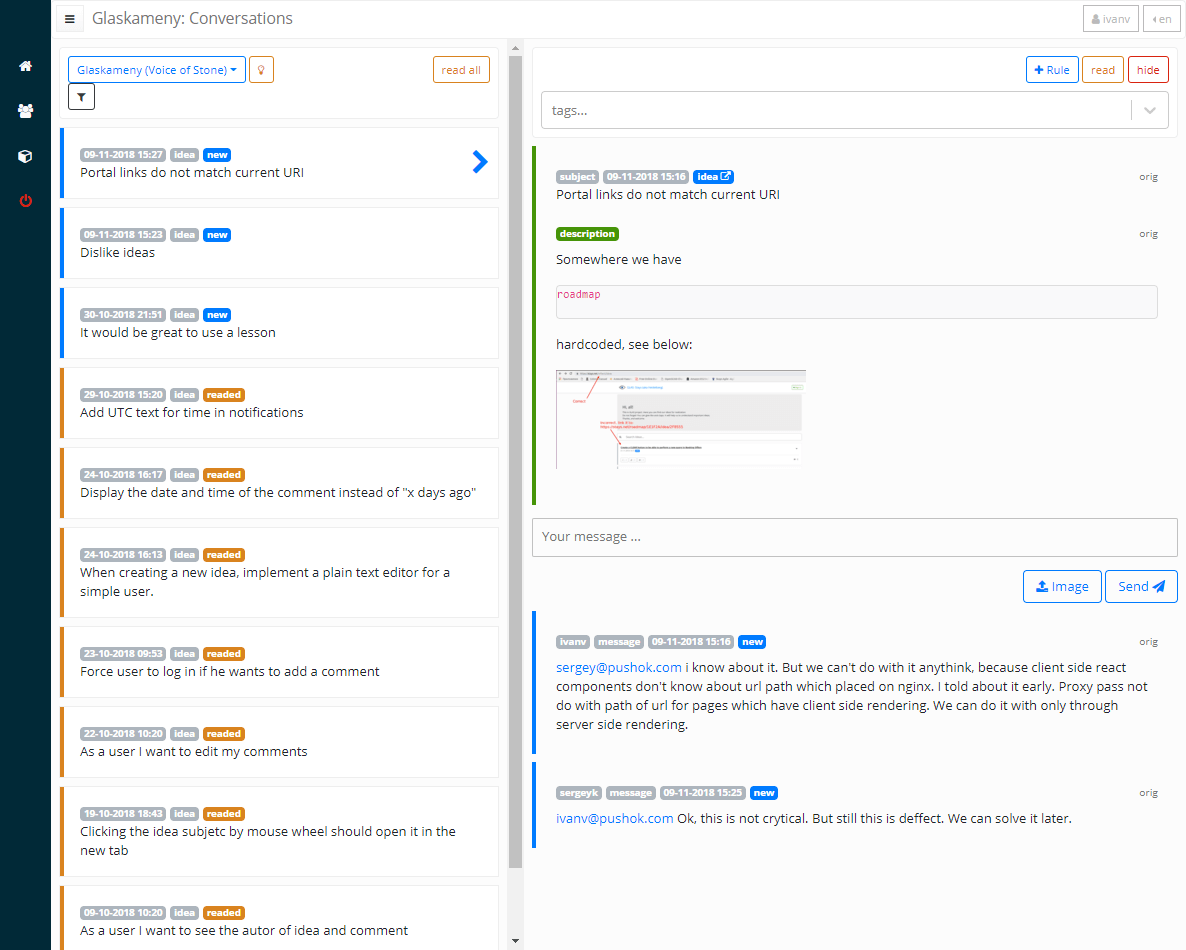 Glaskameny: Conversations
ivanv
en
Glaskameny (Voice of Stone)
read all
09-11-2018 15:27 idea new
Portal links do not match current URI
09-11-2018 15:23 idea new
Dislike ideas
30-10-2018 21:51 idea new
It would be great to use a lesson
29-10-2018 15:20 idea readed
Add UTC text for time in notifications
24-10-2018 16:17 idea readed
Display the date and time of the comment instead of "x days ago"
24-10-2018 16:13 idea readed
When creating a new idea, implement a plain text editor for a
simple user.
23-10-2018 09:53 idea readed
Force user to log in if he wants to add a comment
22-10-2018 10:20 idea readed
As a user I want to edit my comments
19-10-2018 18:43 idea readed
Clicking the idea subjetc by mouse wheel should open it in the
new tab
09-10-2018 10:20 idea readed
As a user I want to see the autor of idea and comment
+ Rule
read
hide
tags...
subject 09-11-2018 15:16 idea
orig
Portal links do not match current URI
description
orig
Somewhere we have
roadmap
hardcoded, see below:
Your message ...
Image
Send
ivanv message 09-11-2018 15:16 new
orig
sergey@pushok.com i know about it. But we can't do with it anythink, because client side react
components don't know about url path which placed on nginx. I told about it early. Proxy pass not
do with path of url for pages which have client side rendering. We can do it with only through
server side rendering.
sergeyk message 09-11-2018 15:25 new
orig
ivanv@pushok.com Ok, this is not crytical. But still this is deffect. We can solve it later.